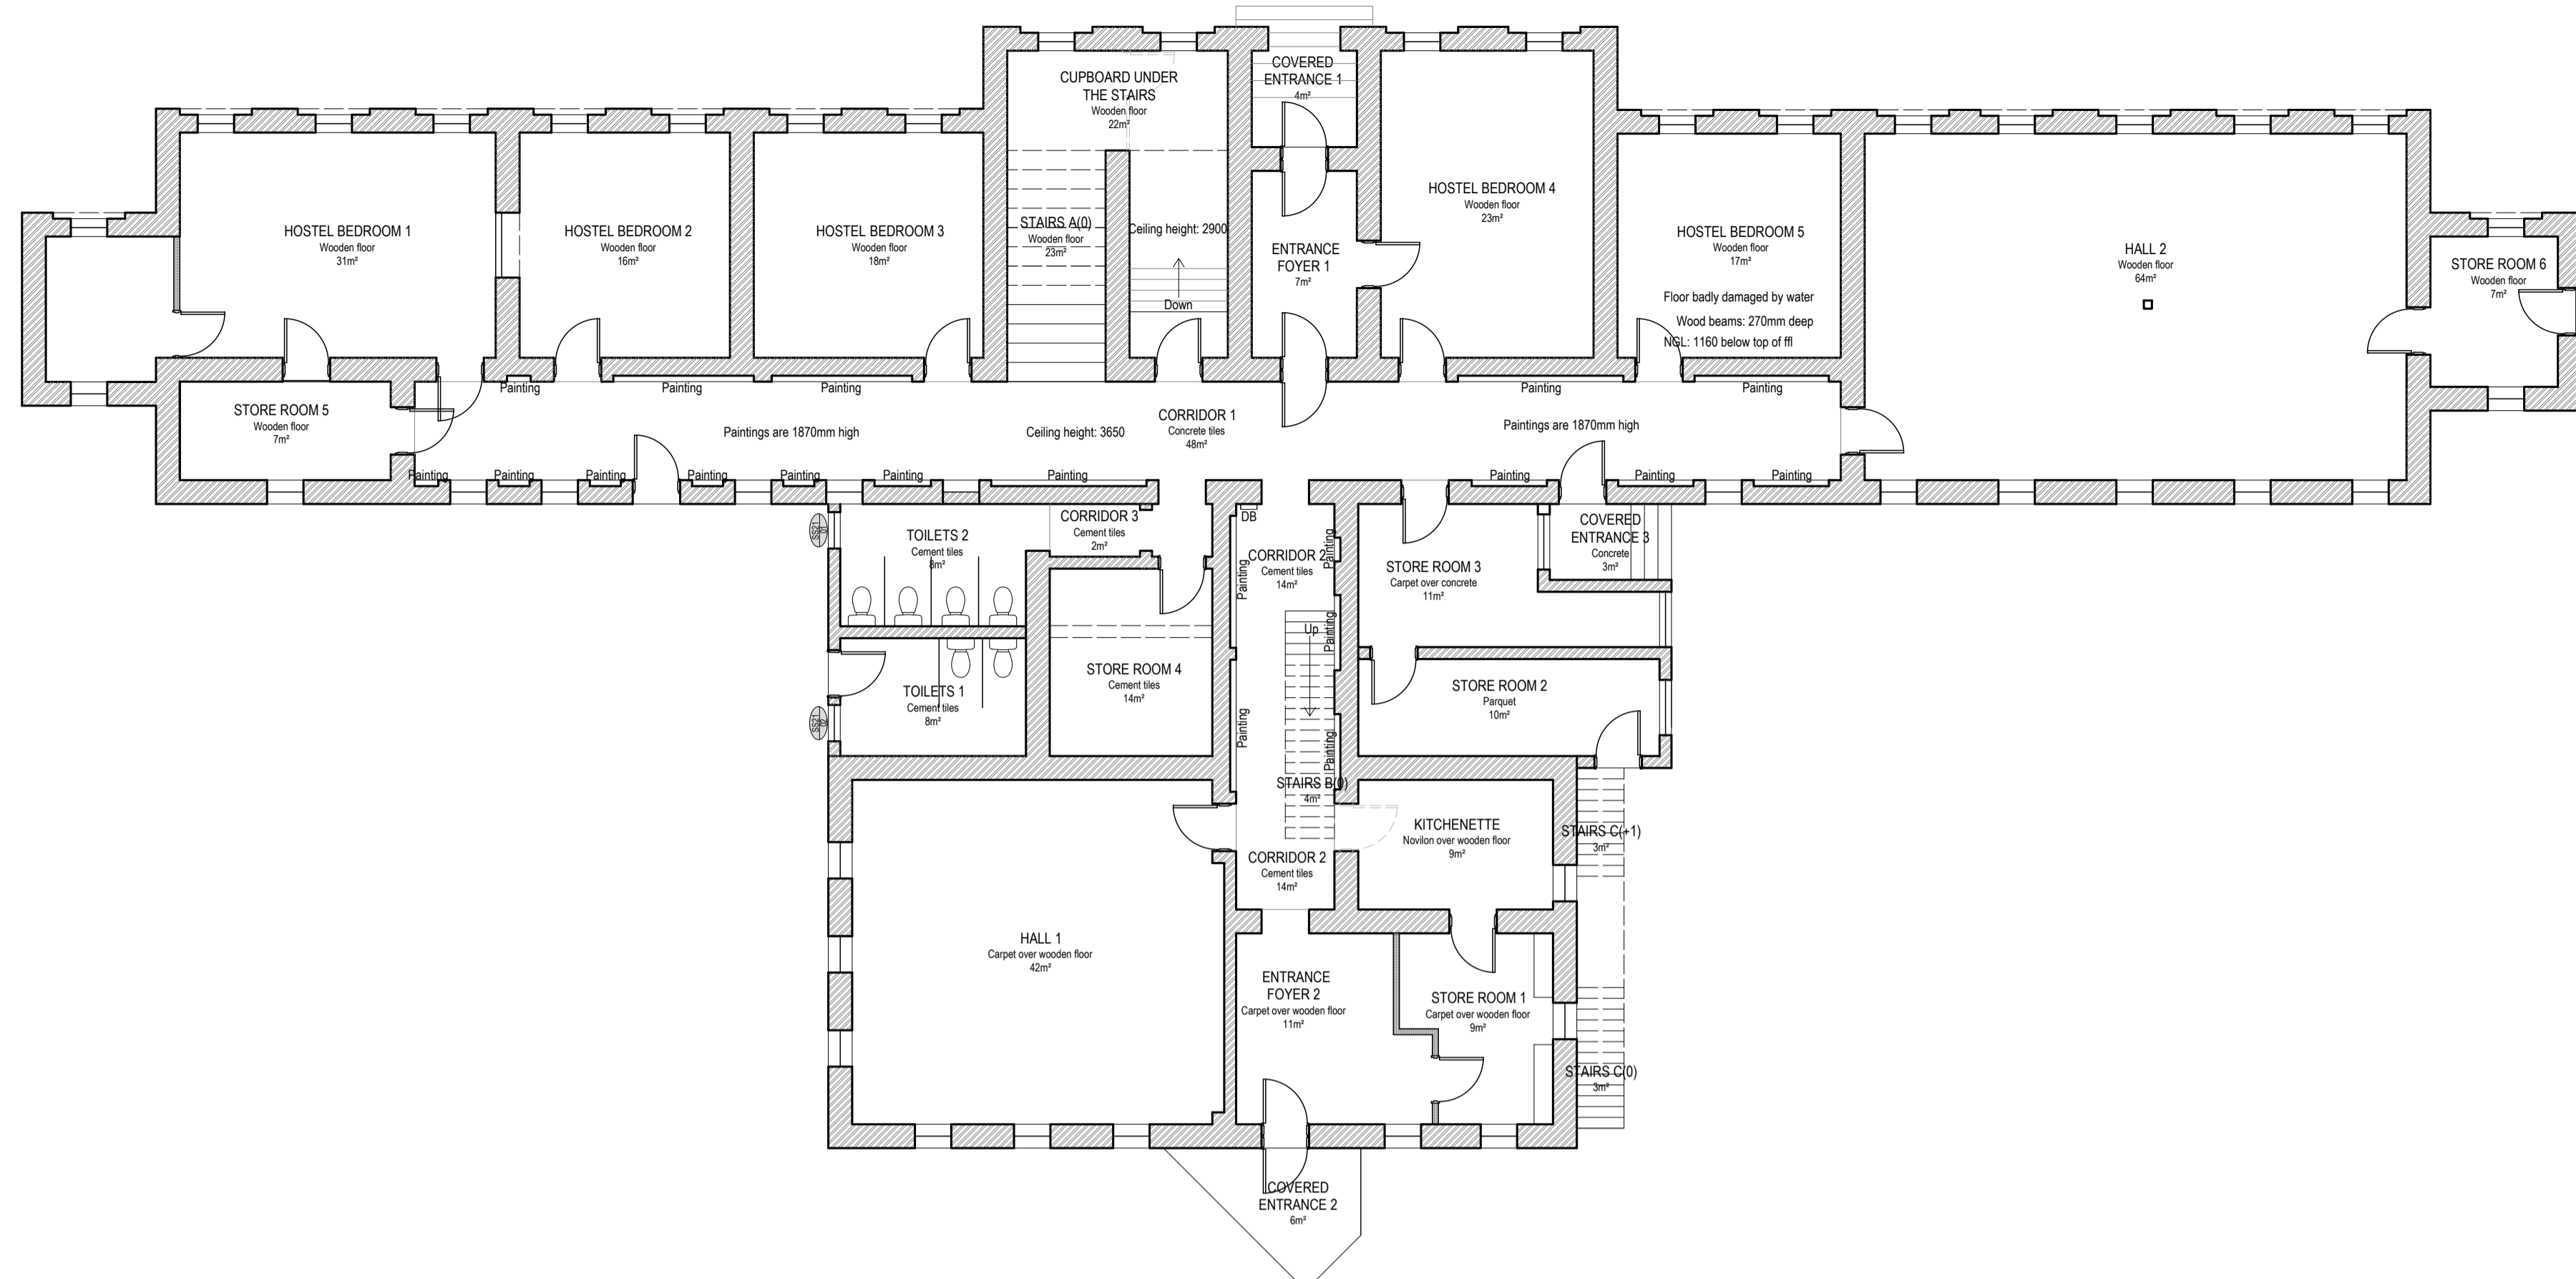 CUPBOARD UNDER
THE STAIRS
Wooden floor
22m²
COVERED
ENTRANCE 1
4m²
HOSTEL BEDROOM 1
Wooden floor
31m²
HOSTEL BEDROOM 2
Wooden floor
16m²
HOSTEL BEDROOM 3
Wooden floor
18m²
STAIRS A(0)
Wooden floor
23m²
Ceiling height: 2900
Down
ENTRANCE
FOYER 1
7m²
HOSTEL BEDROOM 4
Wooden floor
23m²
HOSTEL BEDROOM 5
Wooden floor
17m²
Floor badly damaged by water
Wood beams: 270mm deep
NGL: 1160 below top of ffl
HALL 2
Wooden floor
64m²
STORE ROOM 6
Wooden floor
7m²
Painting
Painting
Painting
Painting
Painting
STORE ROOM 5
Wooden floor
7m²
Paintings are 1870mm high
Ceiling height: 3650
CORRIDOR 1
Concrete tiles
48m²
Paintings are 1870mm high
Painting
Painting
Painting
Painting
Painting
Painting
Painting
Painting
Painting
Painting
SS21
01
TOILETS 2
Cement tiles
8m²
CORRIDOR 3
Cement tiles
2m²
DB
CORRIDOR 2
Cement tiles
14m²
Painting
Painting
STORE ROOM 3
Carpet over concrete
11m²
COVERED
ENTRANCE 3
Concrete
3m²
Up
Painting
SS21
02
TOILETS 1
Cement tiles
8m²
STORE ROOM 4
Cement tiles
14m²
Painting
Painting
STORE ROOM 2
Parquet
10m²
STAIRS B(0)
4m²
KITCHENETTE
Novilon over wooden floor
9m²
STAIRS C(+1)
3m²
CORRIDOR 2
Cement tiles
14m²
HALL 1
Carpet over wooden floor
42m²
ENTRANCE
FOYER 2
Carpet over wooden floor
11m²
STORE ROOM 1
Carpet over wooden floor
9m²
STAIRS C(0)
3m²
COVERED
ENTRANCE 2
6m²